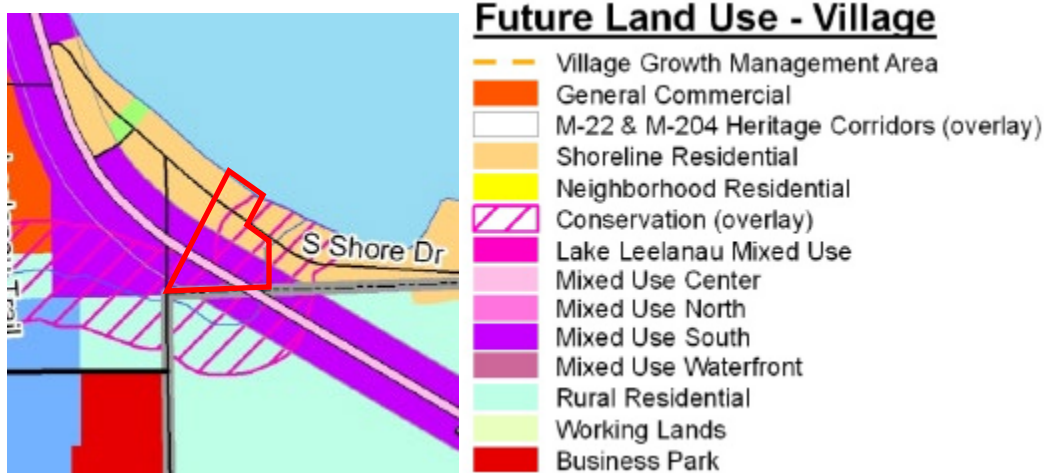 S Shore Dr
Future Land Use - Village
Village Growth Management Area
General Commercial
M-22 & M-204 Heritage Corridors (overlay)
Shoreline Residential
Neighborhood Residential
Conservation (overlay)
Lake Leelanau Mixed Use
Mixed Use Center
Mixed Use North
Mixed Use South
Mixed Use Waterfront
Rural Residential
Working Lands
Business Park